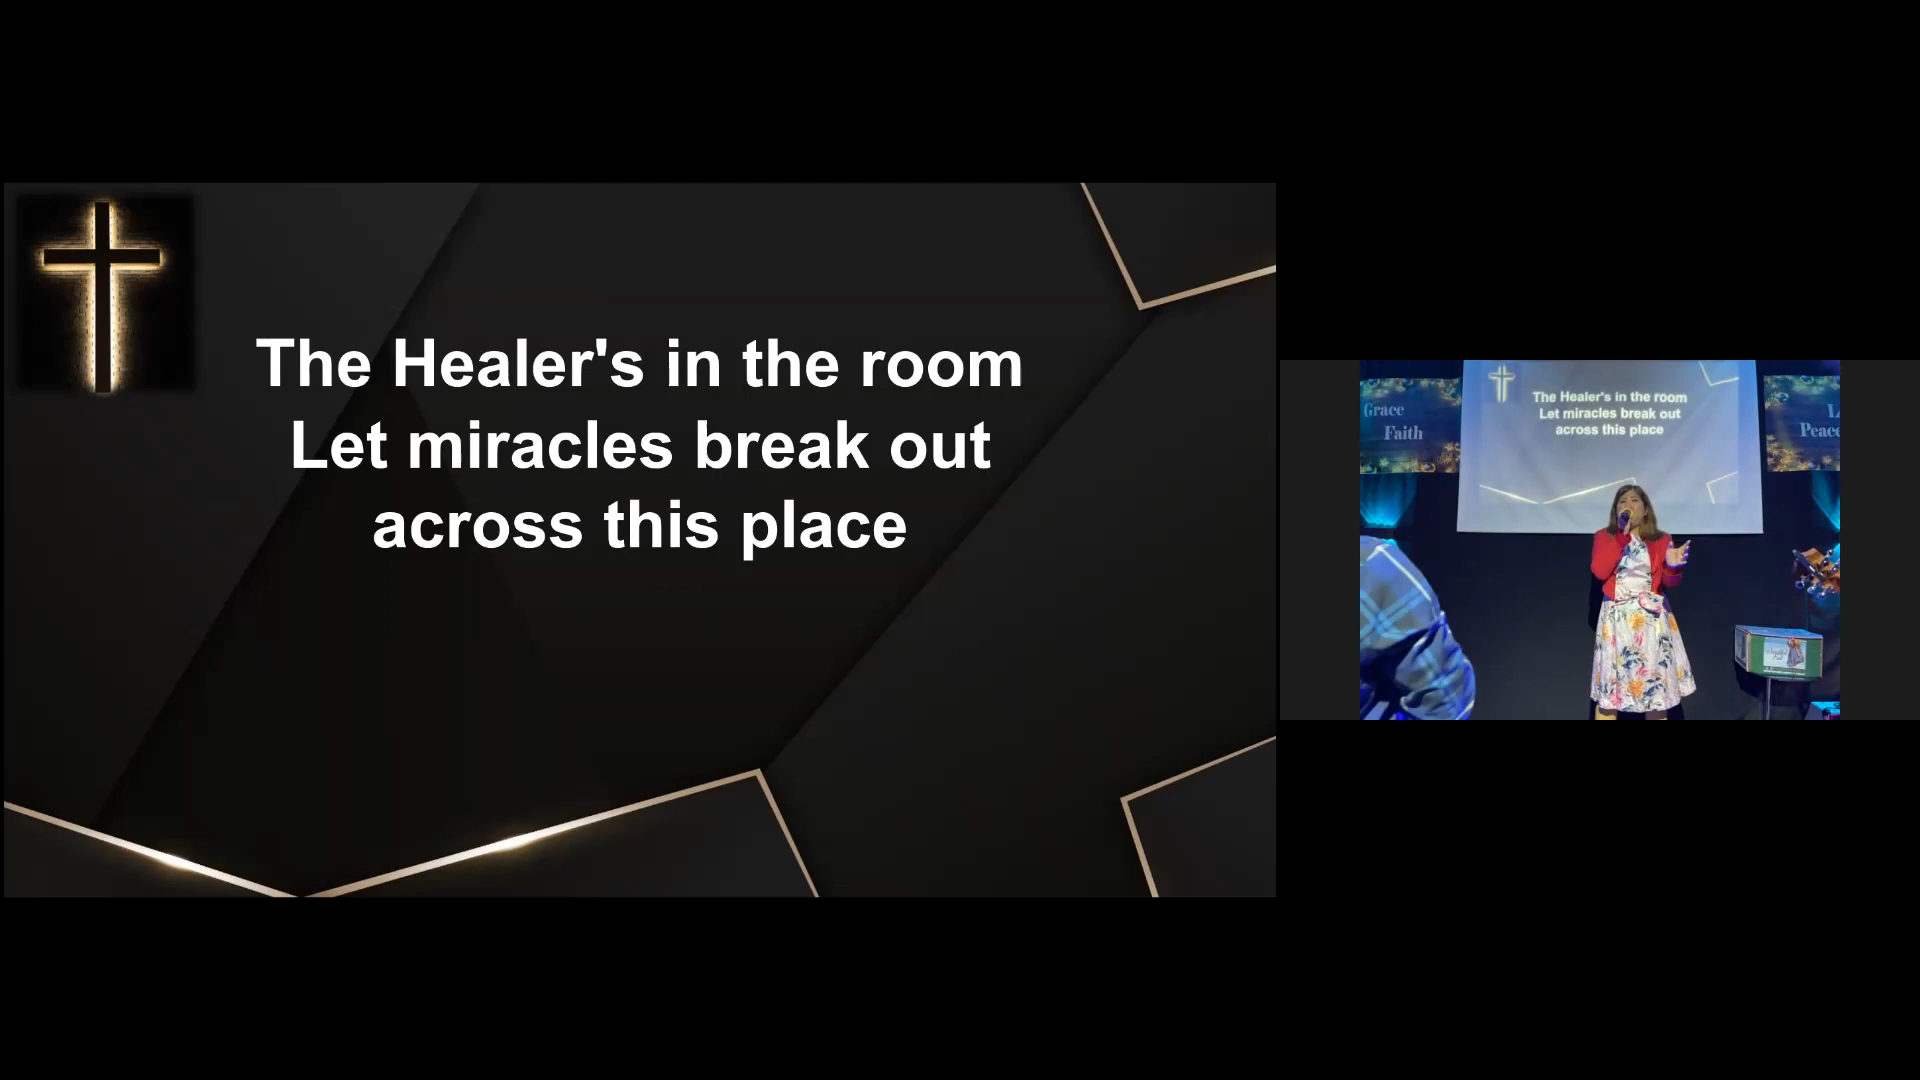 The Healer's in the room
Let miracles break out
across this place
Grace
Faith
The Healer's in the room
Let miracles break out
across this place
Peace